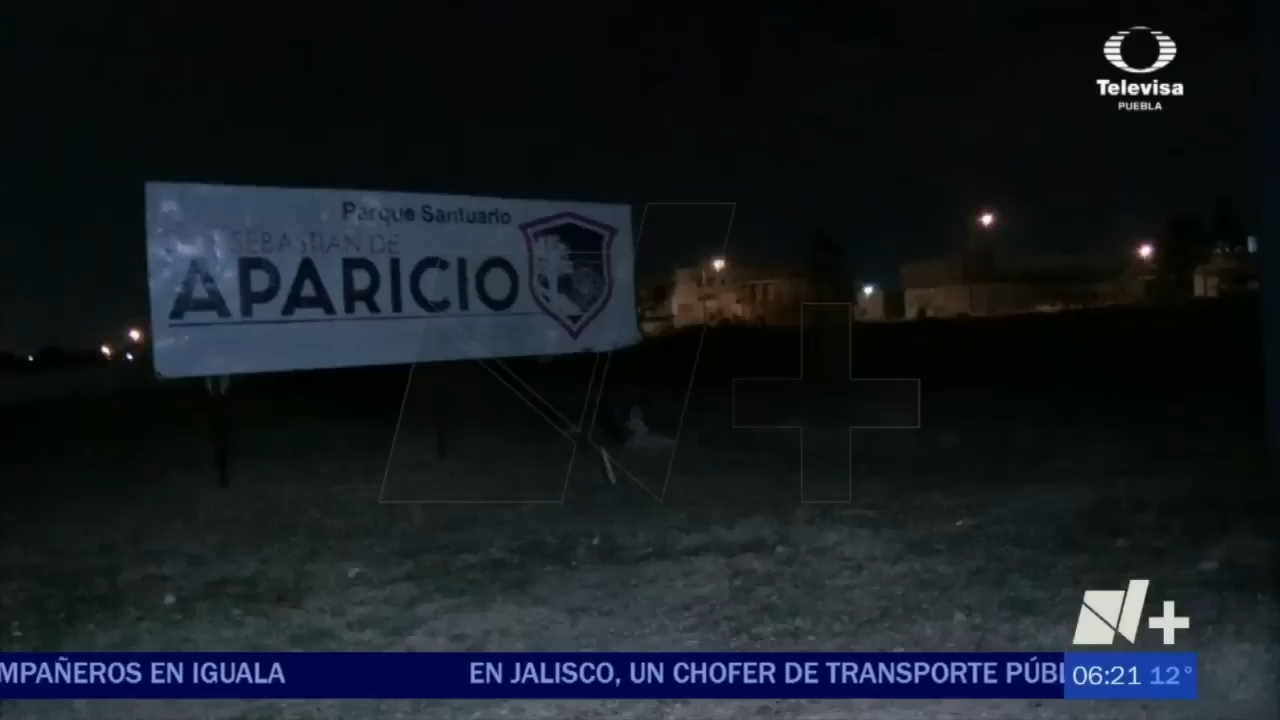 Televisa
PUEBLA
Parque Santuario
SEBASTIAN DE
APARICIO
N+
N+
MPAÑEROS EN IGUALA EN JALISCO, UN CHOFER DE TRANSPORTE PÚB
06:21 12°